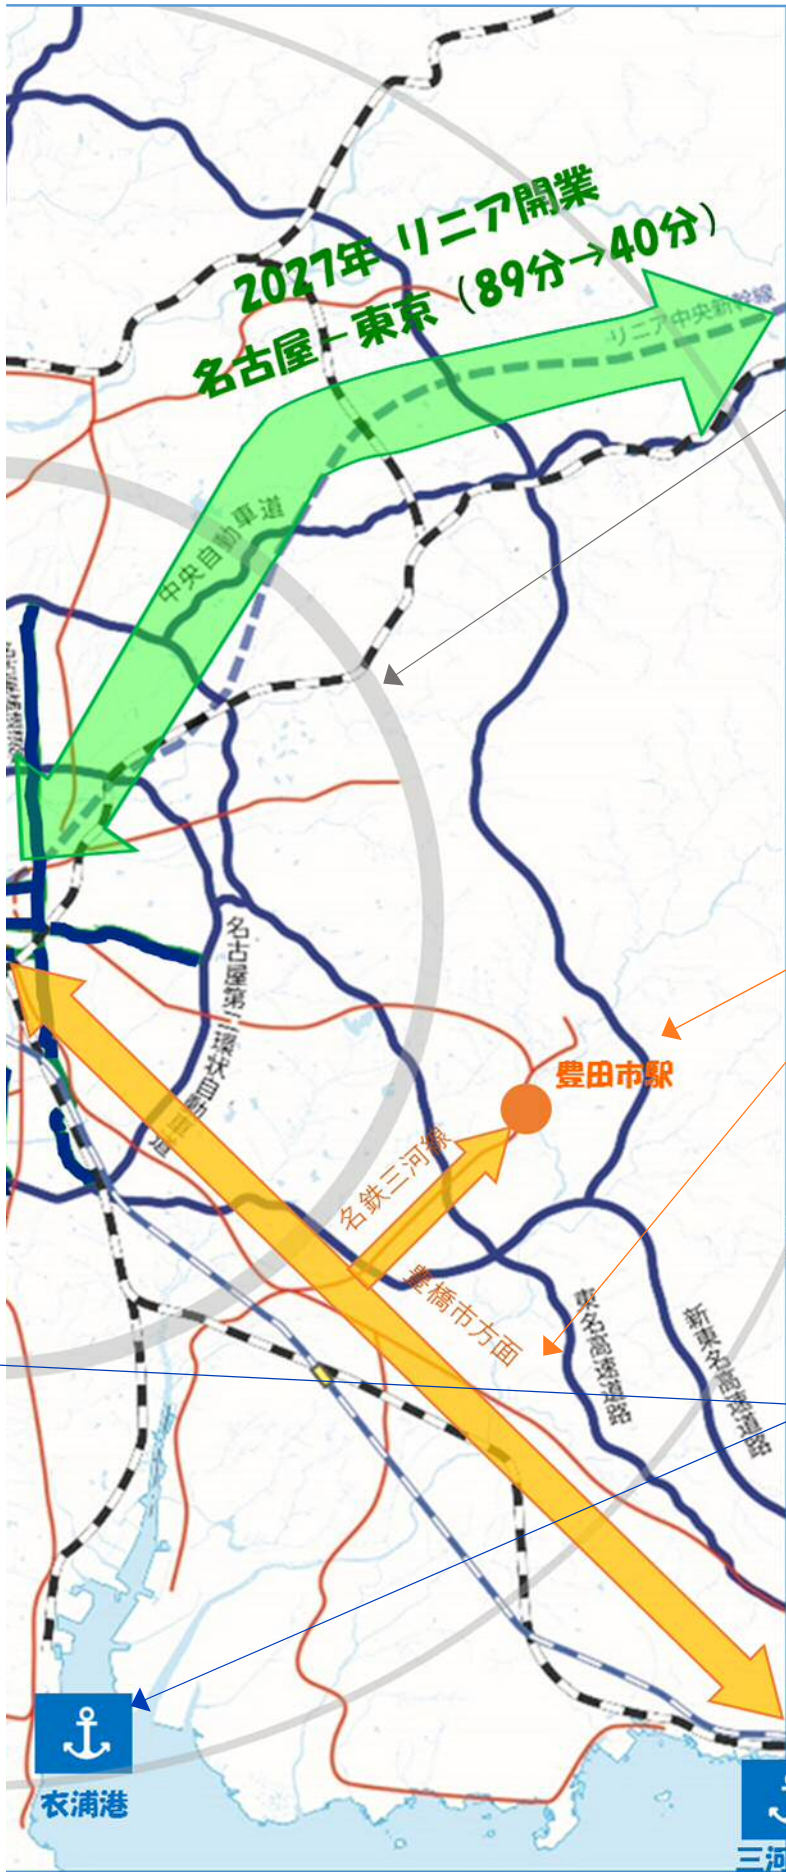 2027年 リニア開業
名古屋－東京（89分→40分）
リニア中央新幹線
中央自動車道
名古屋第二環状自動車道
豊田市駅
名鉄三河線
豊橋市方面
東名高速道路
新東名高速道路
衣浦港
三河